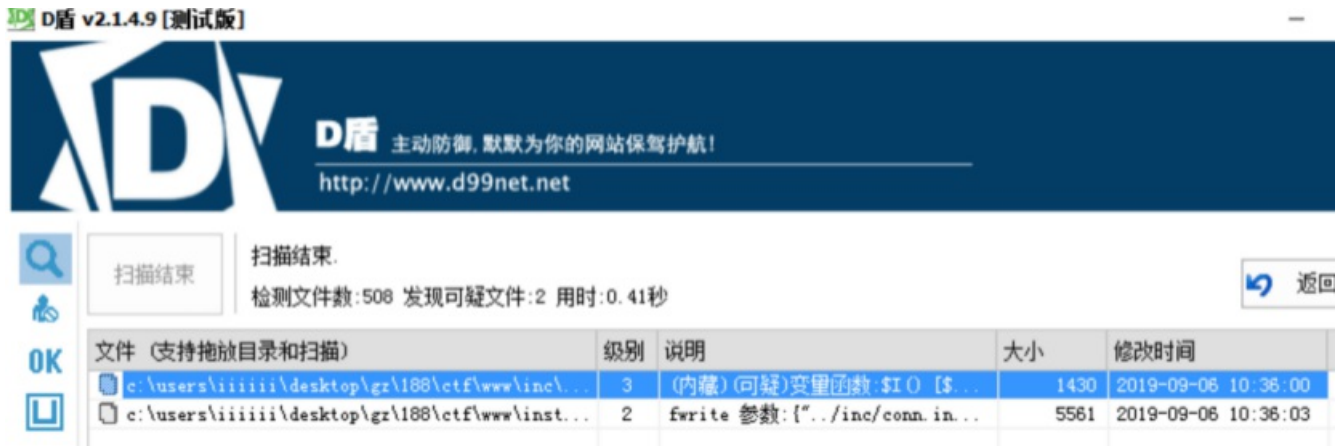 D盾 v2.1.4.9 [测试版]
D
D盾 主动防御,默默为你的网站保驾护航!
http://www.d99net.net
扫描结束
扫描结束.
检测文件数:508 发现可疑文件:2 用时:0.41秒
返回
OK
文件 (支持拖放目录和扫描) 级别 说明 大小 修改时间
c:\users\iiiiii\desktop\gz\188\ctf\www\inc\... 3 (内藏)(可疑)变量函数:$I O [$... 1430 2019-09-06 10:36:00
c:\users\iiiiii\desktop\gz\188\ctf\www\inst... 2 fwrite 参数:{"../inc/conn.in... 5561 2019-09-06 10:36:03